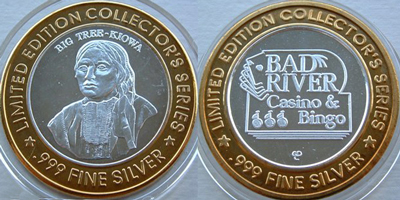 LIMITED EDITION COLLECTOR'S SERIES
BIG TREE-KIOWA
.999 FINE SILVER
LIMITED EDITION COLLECTOR'S SERIES
BAD
RIVER
Casino &
Bingo
.999 FINE SILVER